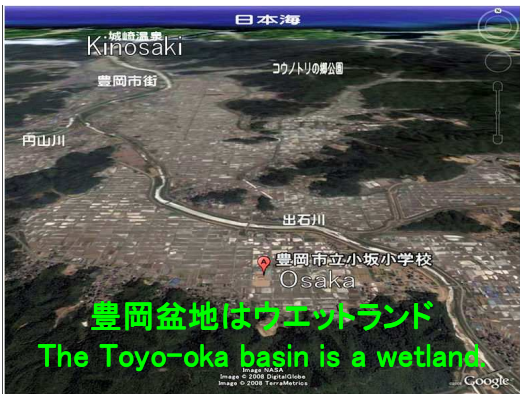 日本海
城崎温泉
Kinosaki
コウノトリの郷公園
豊岡市街
円山川
出石川
A
豊岡市立小坂小学校
Osaka
豊岡盆地はウエットランド
The Toyo-oka basin is a wetland.
Image NASA
Image © 2008 DigitalGlobe
Image © 2008 TerraMetrics
Google